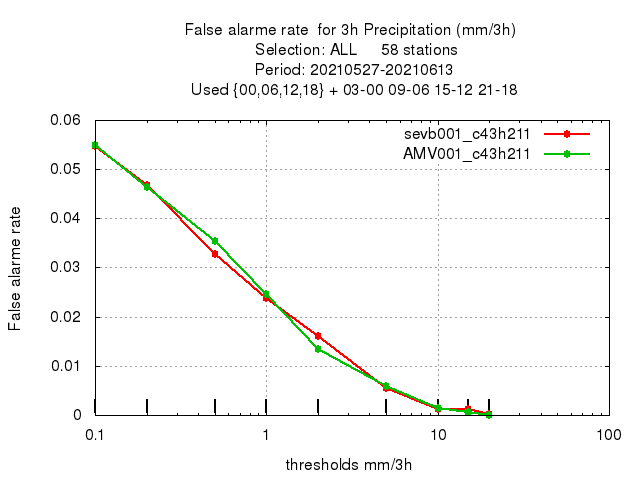 False alarme rate  for 3h Precipitation (mm/3h)
Selection: ALL     58 stations
Period: 20210527-20210613
Used {00,06,12,18} + 03-00 09-06 15-12 21-18
sevb001_c43h211
AMV001_c43h211
False alarme rate
0.06
0.05
0.04
0.03
0.02
0.01
0
0.1 1 10 100
thresholds mm/3h